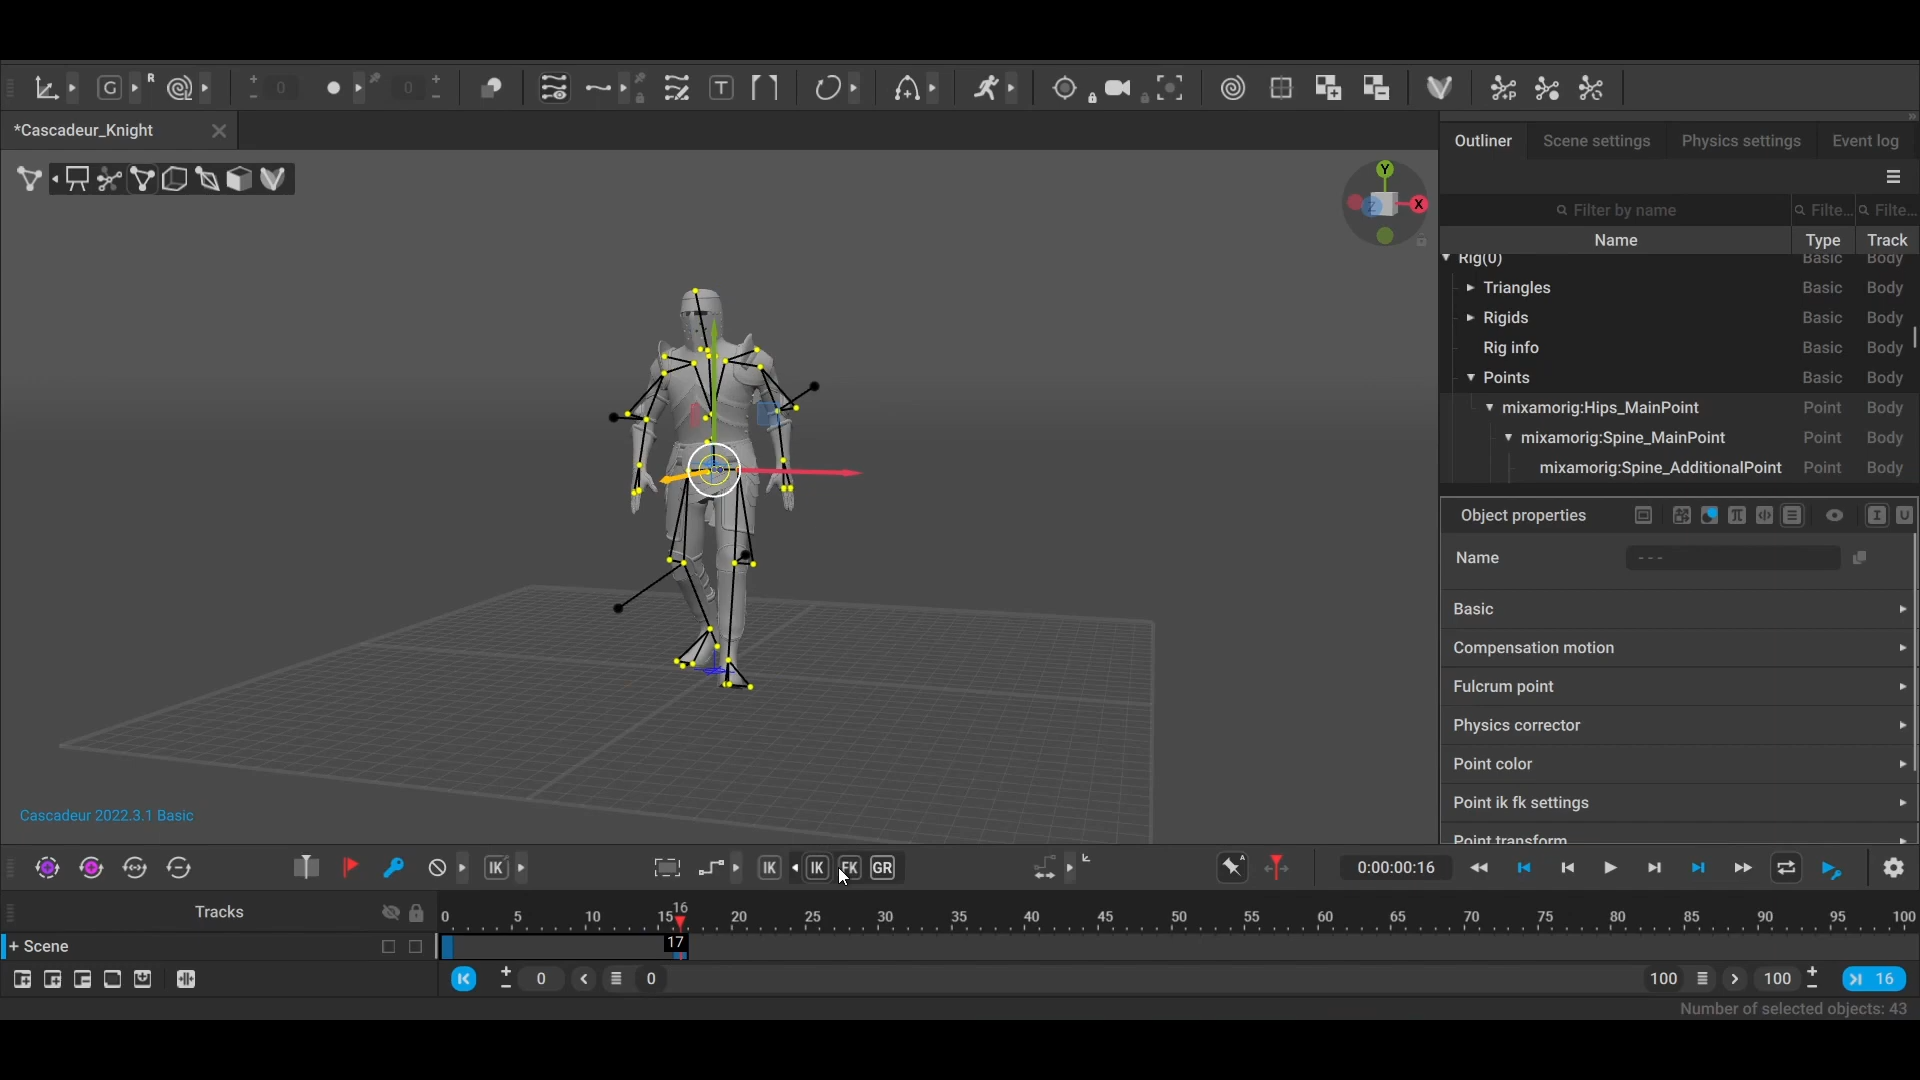 G R 0 0 T
*Cascadeur_Knight
Outliner Scene settings Physics settings Event log
Filter by name Filte... Filte...
Name Type Track
Rig(0) Basic Body
Triangles Basic Body
Rigids Basic Body
Rig info Basic Body
Points Basic Body
mixamorig:Hips_MainPoint Point Body
mixamorig:Spine_MainPoint Point Body
mixamorig:Spine_AdditionalPoint Point Body
Y X Z
Object properties
Name ---
Basic
Compensation motion
Fulcrum point
Physics corrector
Point color
Point ik fk settings
Point transform
Cascadeur 2022.3.1 Basic
IK IK IK FK GR A 0:00:00:16
Tracks 0 5 10 15 16 20 25 30 35 40 45 50 55 60 65 70 75 80 85 90 95 100
+ Scene 17
0 0 100 100 16
Number of selected objects: 43